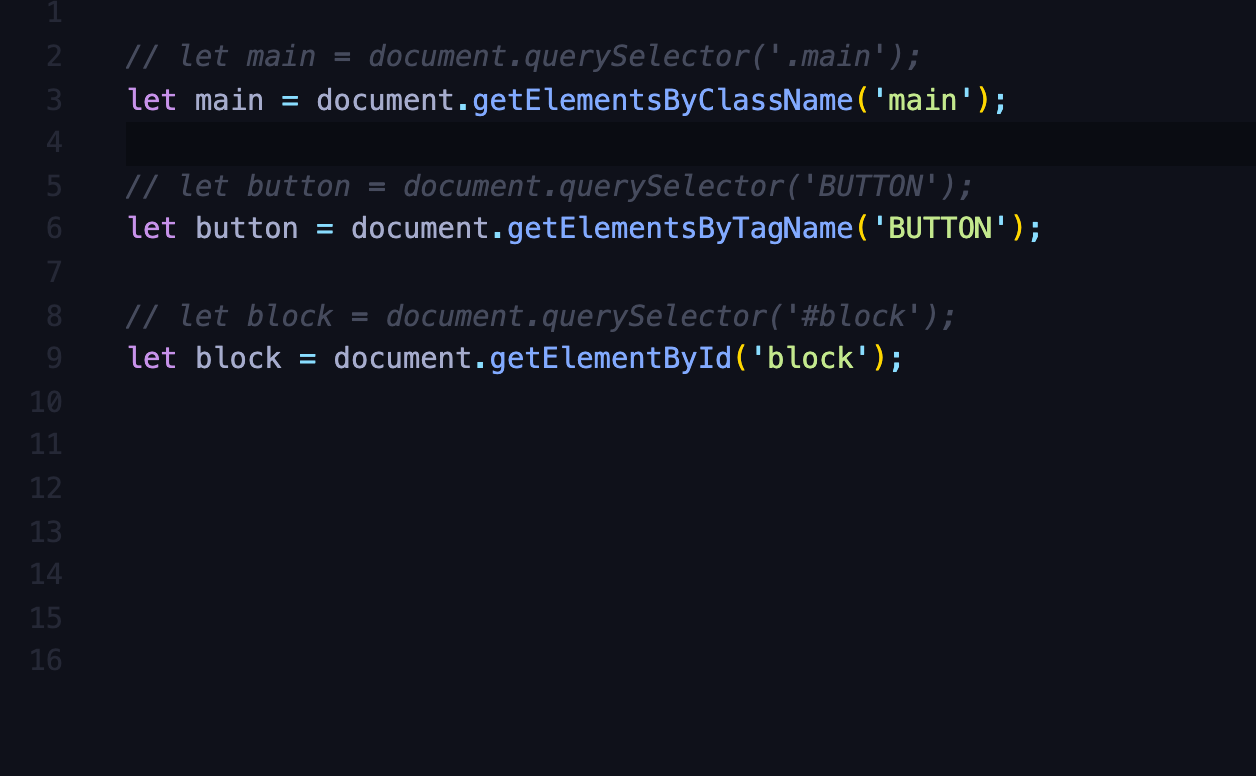 1
2 // let main = document.querySelector('.main');
3 let main = document.getElementsByClassName('main');
4
5 // let button = document.querySelector('BUTTON');
6 let button = document.getElementsByTagName('BUTTON');
7
8 // let block = document.querySelector('#block');
9 let block = document.getElementById('block');
10
11
12
13
14
15
16